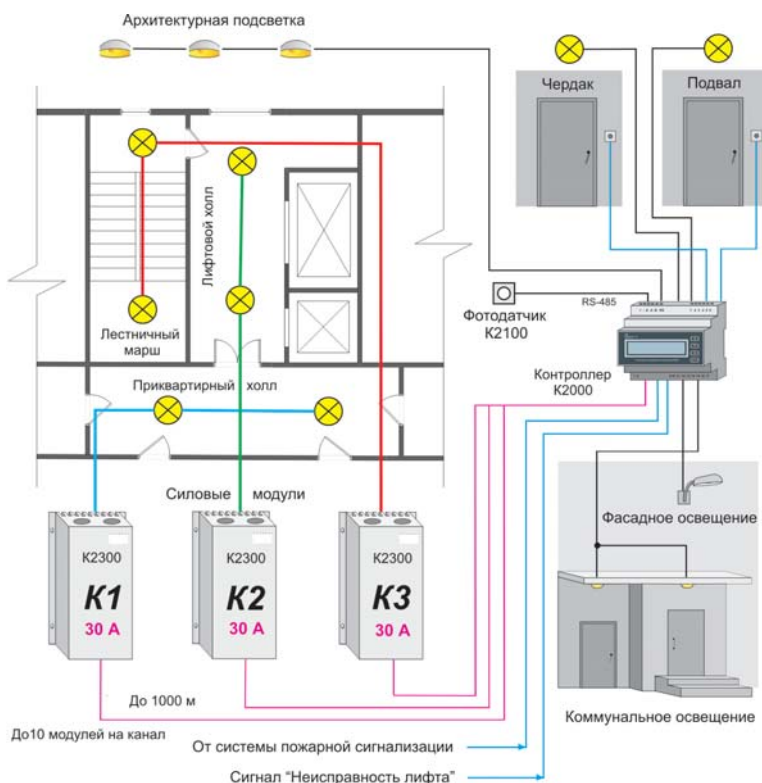 Архитектурная подсветка
Чердак
Подвал
Лифтовой холл
Лестничный
марш
Фотодатчик
К2100
RS-485
Контроллер
К2000
Приквартирный холл
Силовые модули
К2300
К1
30 А
К2300
К2
30 А
К2300
К3
30 А
Фасадное освещение
До 1000 м
До10 модулей на канал
Коммунальное освещение
От системы пожарной сигнализации
Сигнал “Неисправность лифта”